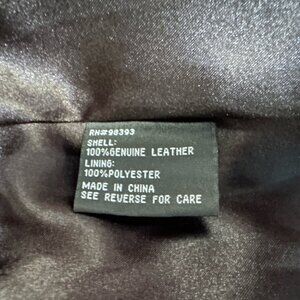 RN#98393
SHELL:
100%GENUINE LEATHER
LINING:
100%POLYESTER
MADE IN CHINA
SEE REVERSE FOR CARE